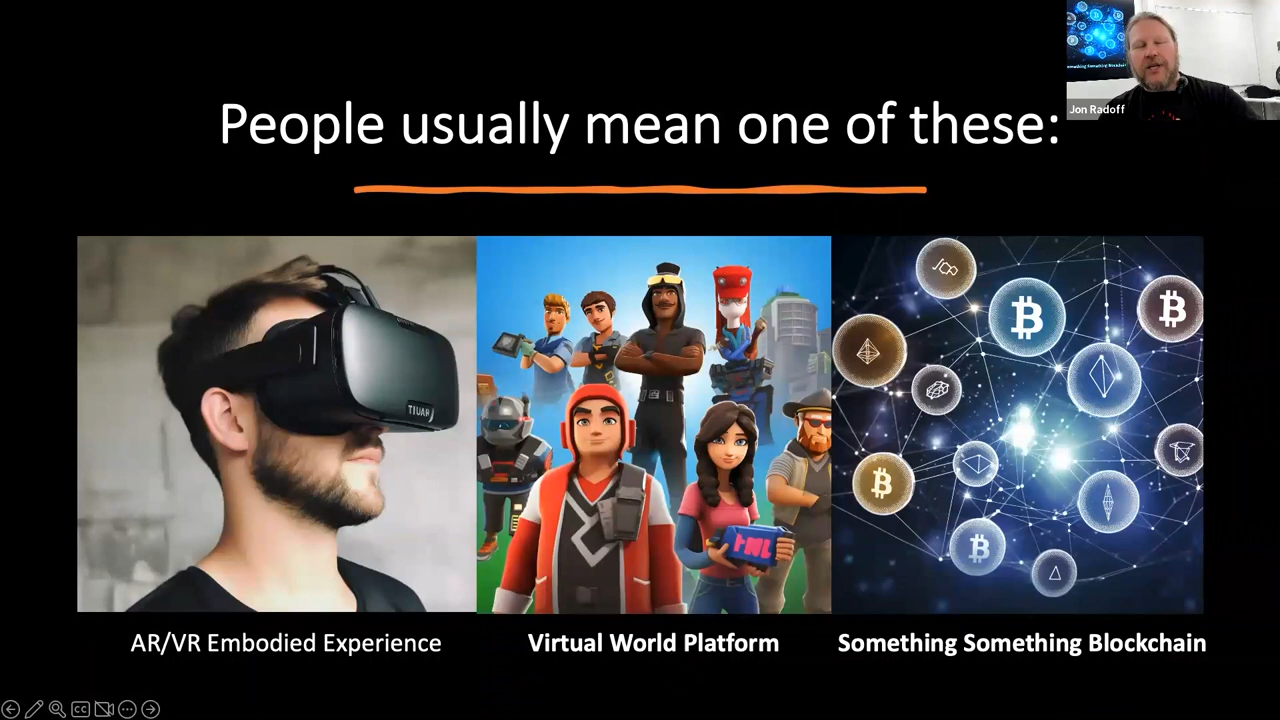 People usually mean one of these:
Jon Radoff
AR/VR Embodied Experience
Virtual World Platform
Something Something Blockchain